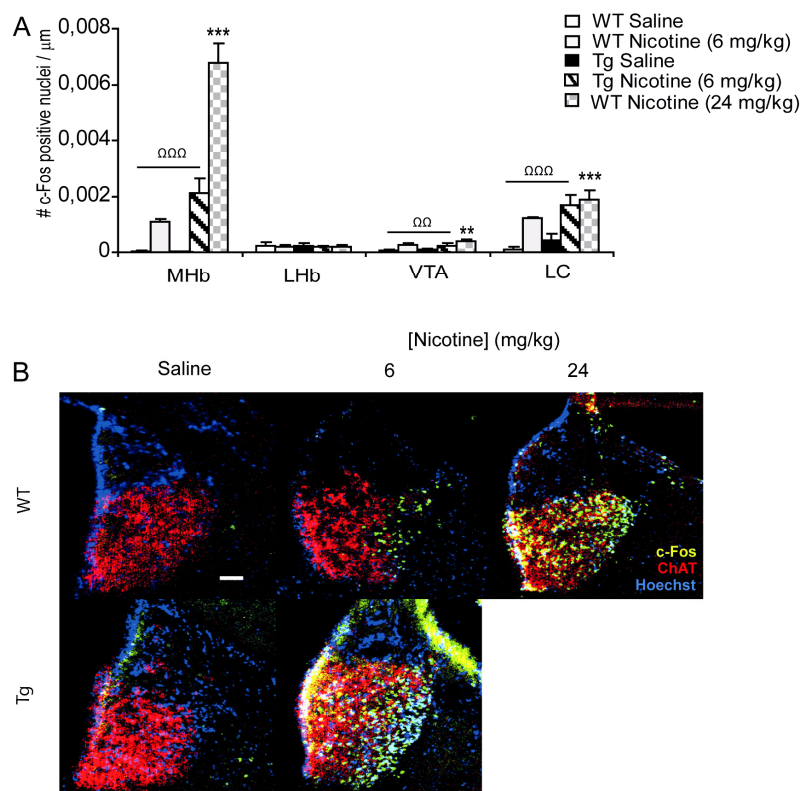 A
# c-Fos positive nuclei / µm
0,008
0,006
0,004
0,002
0
ΩΩΩ
***
ΩΩ
**
ΩΩΩ
***
MHb
LHb
VTA
LC
WT Saline
WT Nicotine (6 mg/kg)
Tg Saline
Tg Nicotine (6 mg/kg)
WT Nicotine (24 mg/kg)
B
[Nicotine] (mg/kg)
Saline
6
24
WT
c-Fos
ChAT
Hoechst
Tg